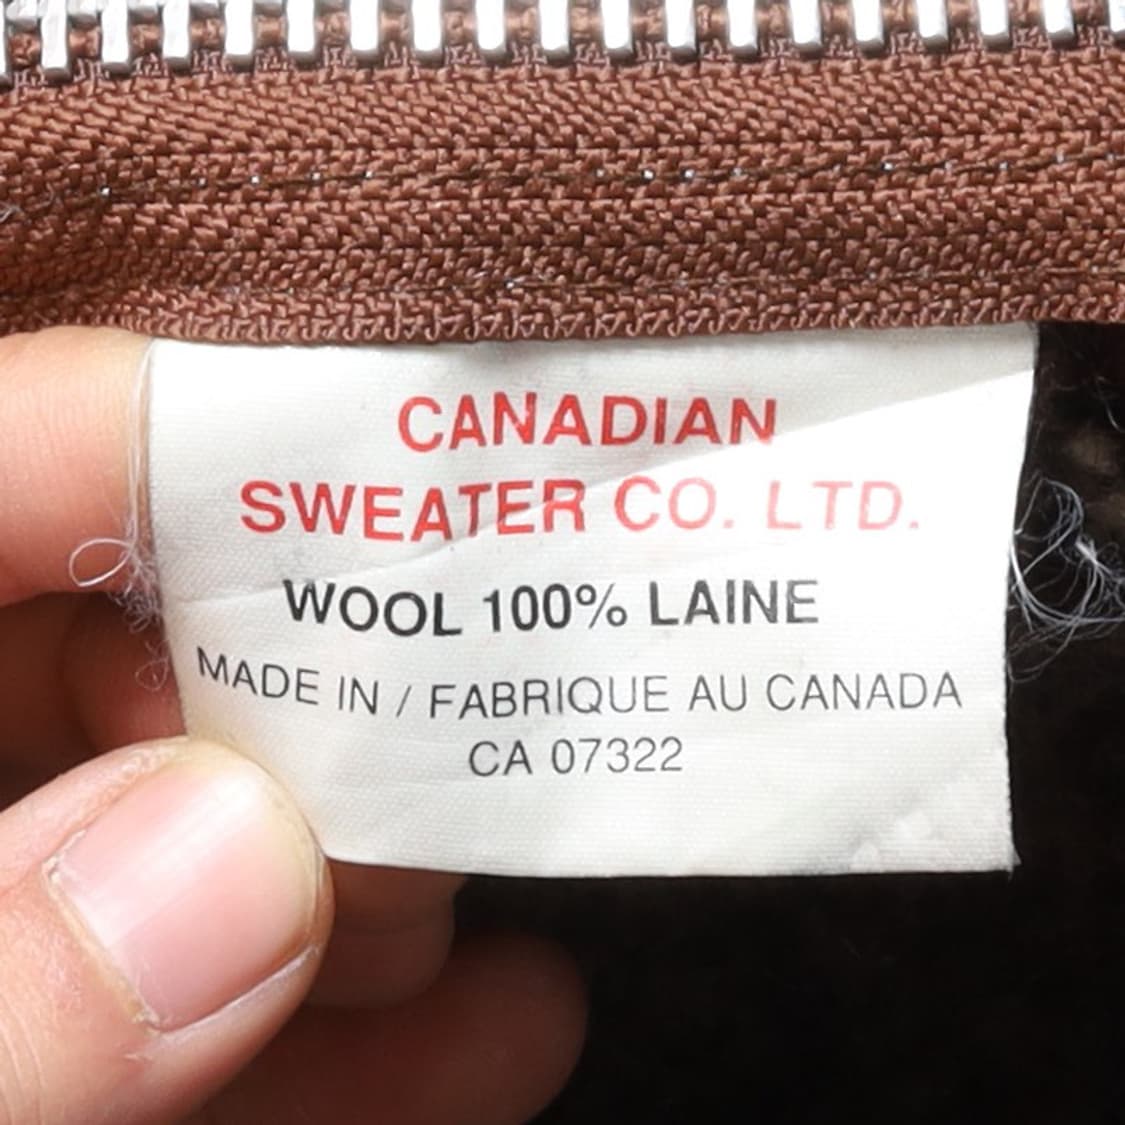 CANADIAN
SWEATER CO. LTD.
WOOL 100% LAINE
MADE IN / FABRIQUE AU CANADA
CA 07322